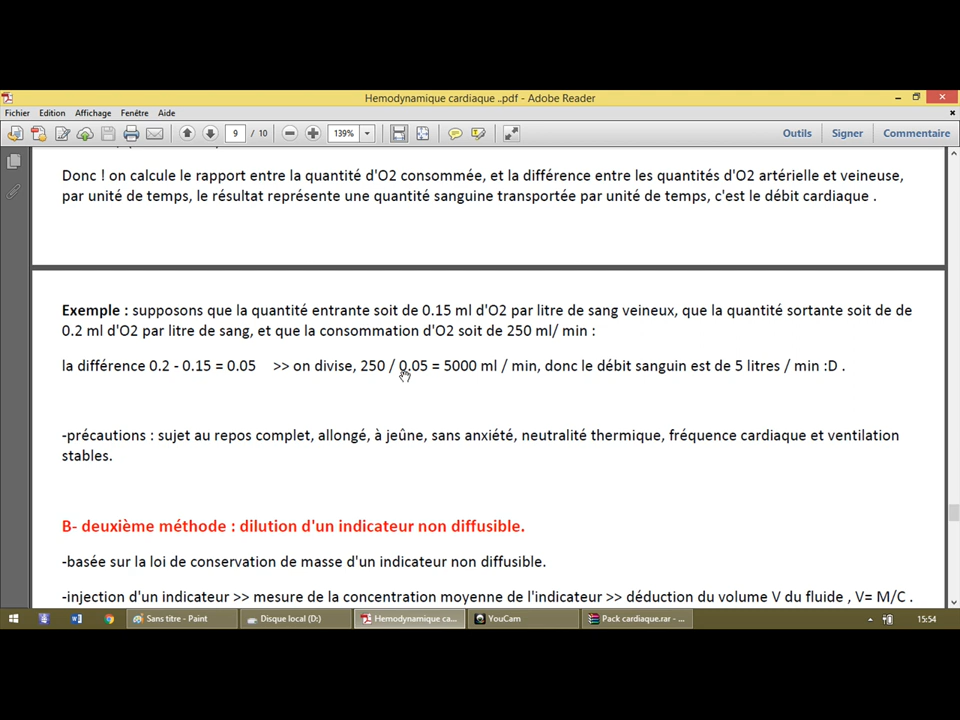 Hemodynamique cardiaque ..pdf - Adobe Reader
Fichier Edition Affichage Fenêtre Aide
9 / 10 139% Outils Signer Commentaire
Donc ! on calcule le rapport entre la quantité d'O2 consommée, et la différence entre les quantités d'O2 artérielle et veineuse,
par unité de temps, le résultat représente une quantité sanguine transportée par unité de temps, c'est le débit cardiaque .
Exemple : supposons que la quantité entrante soit de 0.15 ml d'O2 par litre de sang veineux, que la quantité sortante soit de de
0.2 ml d'O2 par litre de sang, et que la consommation d'O2 soit de 250 ml/ min :
la différence 0.2 - 0.15 = 0.05 >> on divise, 250 / 0.05 = 5000 ml / min, donc le débit sanguin est de 5 litres / min :D .
-précautions : sujet au repos complet, allongé, à jeûne, sans anxiété, neutralité thermique, fréquence cardiaque et ventilation
stables.
B- deuxième méthode : dilution d'un indicateur non diffusible.
-basée sur la loi de conservation de masse d'un indicateur non diffusible.
-injection d'un indicateur >> mesure de la concentration moyenne de l'indicateur >> déduction du volume V du fluide , V= M/C .
Sans titre - Paint Disque local (D:) Hemodynamique ca... YouCam Pack cardiaque.rar - ... 15:54